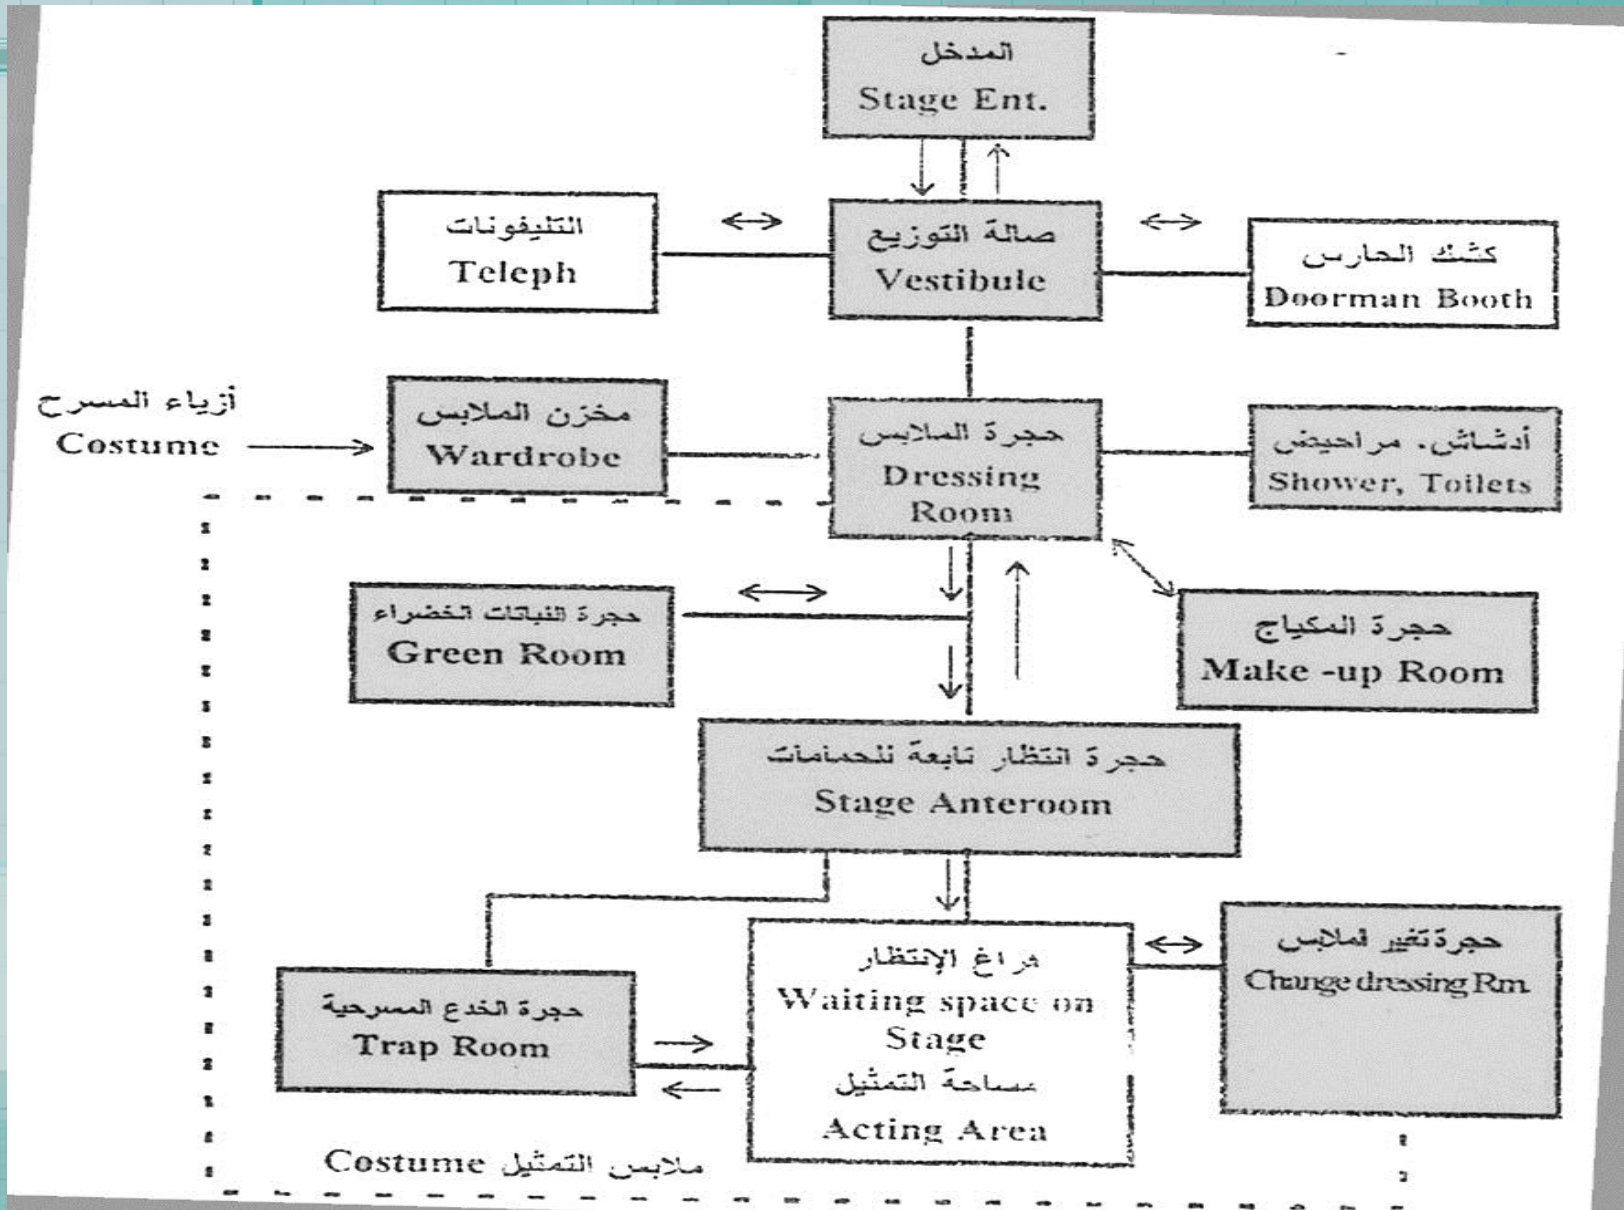 المدخل
Stage Ent.
التليفونات
Teleph
صالة التوزيع
Vestibule
كشك الحارس
Doorman Booth
أزياء المسرح
Costume
مخزن الملابس
Wardrobe
حجرة الملابس
Dressing
Room
أدشاش. مراحيض
Shower, Toilets
حجرة النباتات الخضراء
Green Room
حجرة المكياج
Make -up Room
حجرة انتظار تابعة للحمامات
Stage Anteroom
حجرة الخدع المسرحية
Trap Room
فراغ الإنتظار
Waiting space on
Stage
مساحة التمثيل
Acting Area
حجرة تغير الملابس
Change dressing Rm.
Costume ملابس التمثيل